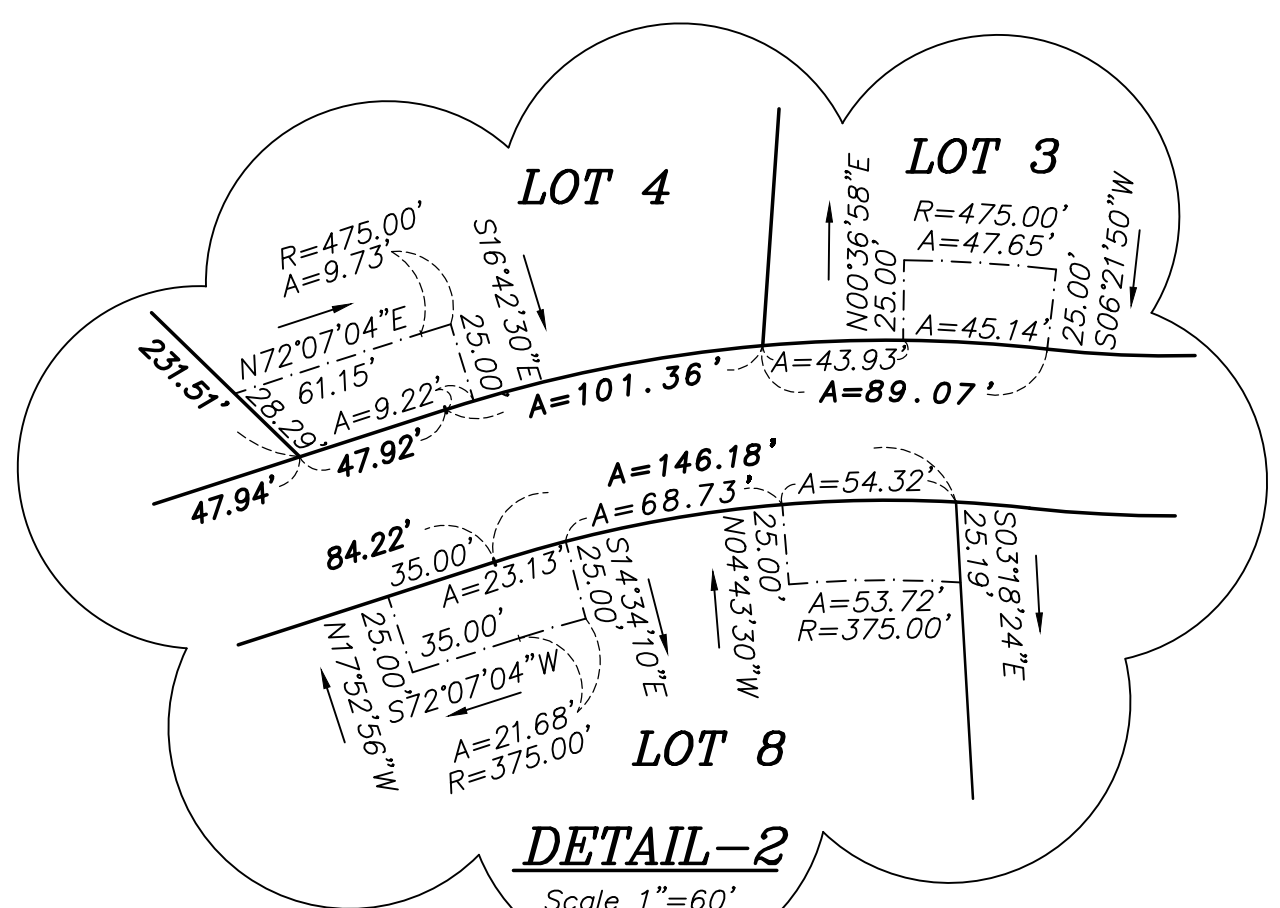 LOT 4
LOT 3
R=475.00'
A=9.73'
N72°07'04"E
61.15'
28.29'
231.51'
A=9.22'
47.92'
47.94'
S16°42'30"E
25.00'
A=101.36'
N00°36'58"E
25.00'
R=475.00'
A=47.65'
A=45.14'
25.00'
S06°21'50"W
A=43.93'
A=89.07'
A=146.18'
A=68.73'
A=54.32'
84.22'
35.00'
A=23.13'
25.00'
N17°52'56"W
35.00'
S72°07'04"W
A=21.68'
R=375.00'
25.00'
S14°34'10"E
N04°43'30"W
25.00'
A=53.72'
R=375.00'
25.19'
S03°18'24"E
LOT 8
DETAIL-2
Scale 1"=60'